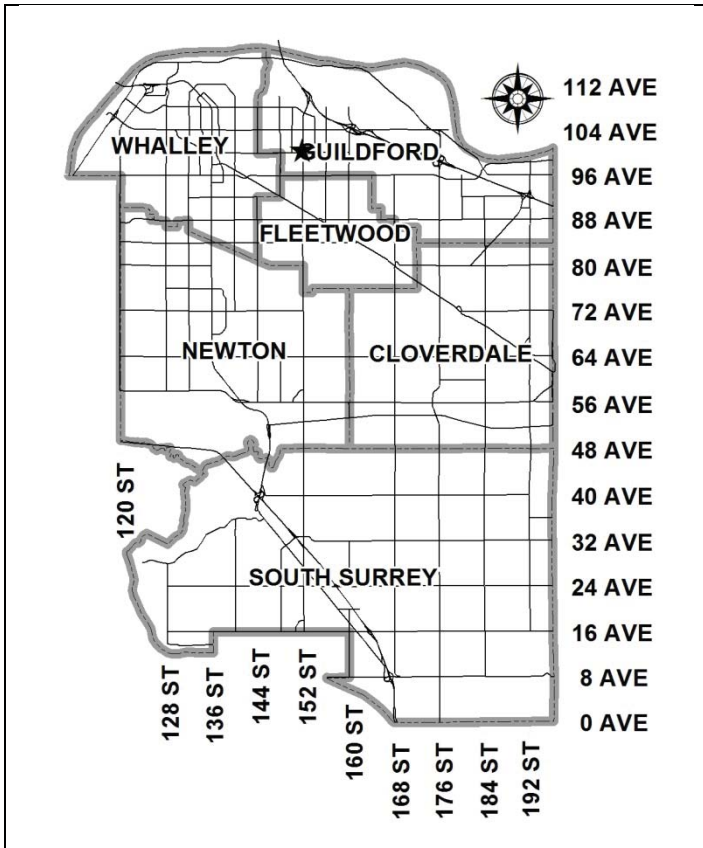 112 AVE
104 AVE
WHALLEY
GUILDFORD
96 AVE
88 AVE
FLEETWOOD
80 AVE
72 AVE
NEWTON
CLOVERDALE
64 AVE
56 AVE
48 AVE
120 ST
40 AVE
32 AVE
SOUTH SURREY
24 AVE
16 AVE
128 ST
136 ST
144 ST
152 ST
160 ST
8 AVE
0 AVE
168 ST
176 ST
184 ST
192 ST